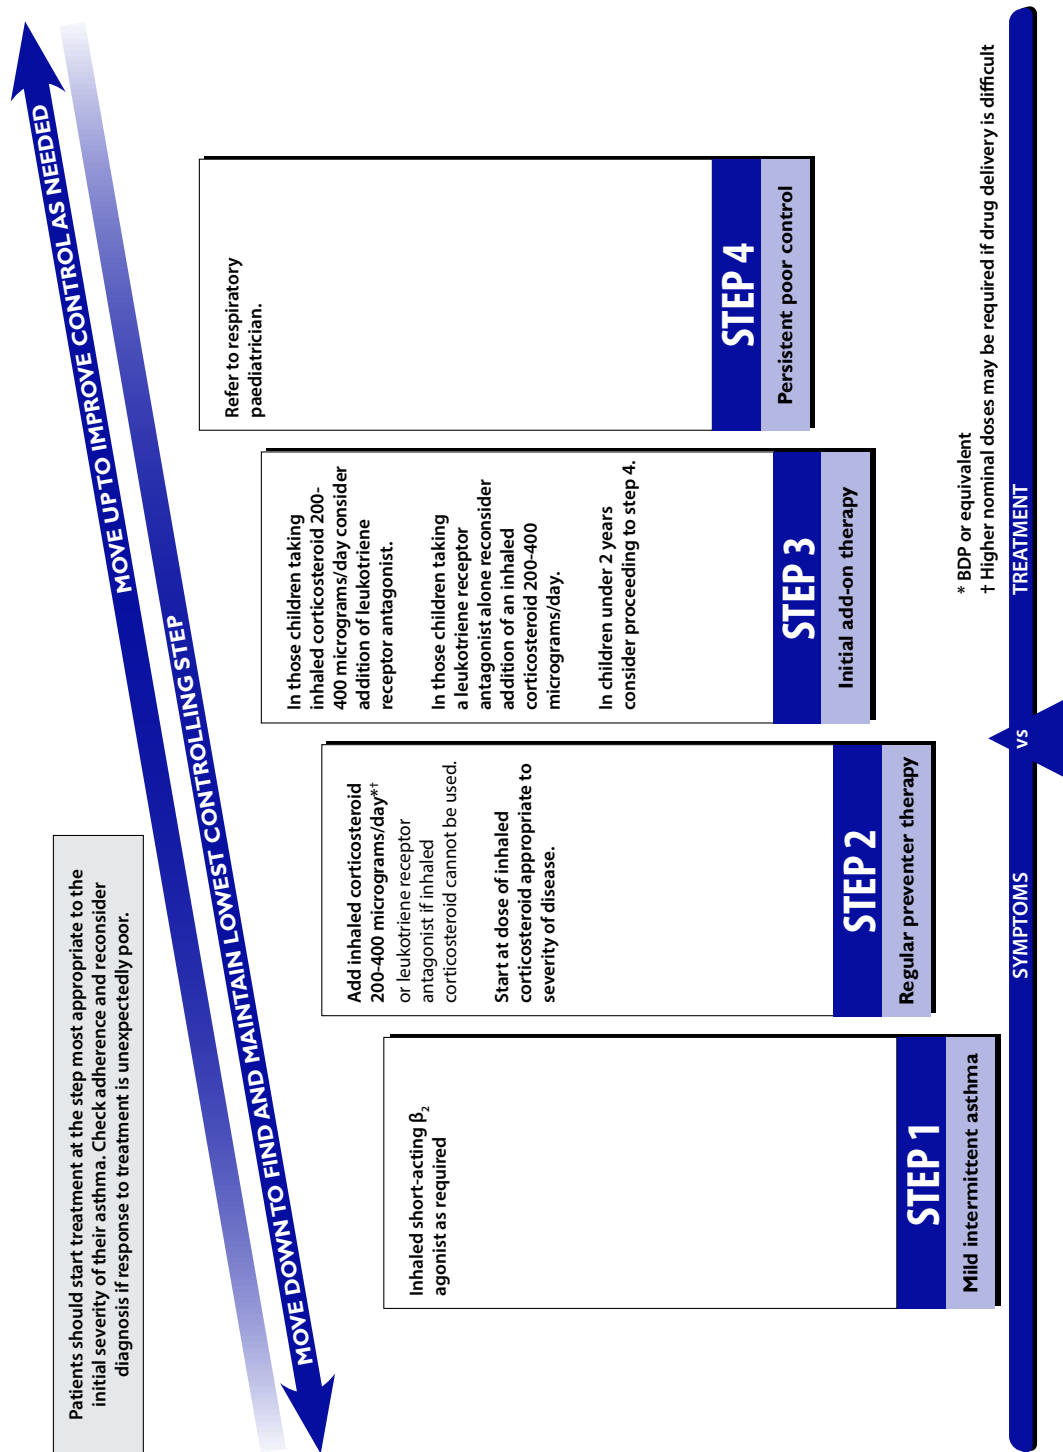 Patients should start treatment at the step most appropriate to the
initial severity of their asthma. Check adherence and reconsider
diagnosis if response to treatment is unexpectedly poor.
MOVE UP TO IMPROVE CONTROL AS NEEDED
MOVE DOWN TO FIND AND MAINTAIN LOWEST CONTROLLING STEP
Inhaled short-acting β₂
agonist as required
STEP 1
Mild intermittent asthma
Add inhaled corticosteroid
200-400 micrograms/day*†
or leukotriene receptor
antagonist if inhaled
corticosteroid cannot be used.
Start at dose of inhaled
corticosteroid appropriate to
severity of disease.
STEP 2
Regular preventer therapy
In those children taking
inhaled corticosteroid 200-
400 micrograms/day consider
addition of leukotriene
receptor antagonist.
In those children taking
a leukotriene receptor
antagonist alone reconsider
addition of an inhaled
corticosteroid 200-400
micrograms/day.
In children under 2 years
consider proceeding to step 4.
STEP 3
Initial add-on therapy
Refer to respiratory
paediatrician.
STEP 4
Persistent poor control
* BDP or equivalent
† Higher nominal doses may be required if drug delivery is difficult
SYMPTOMS vs TREATMENT